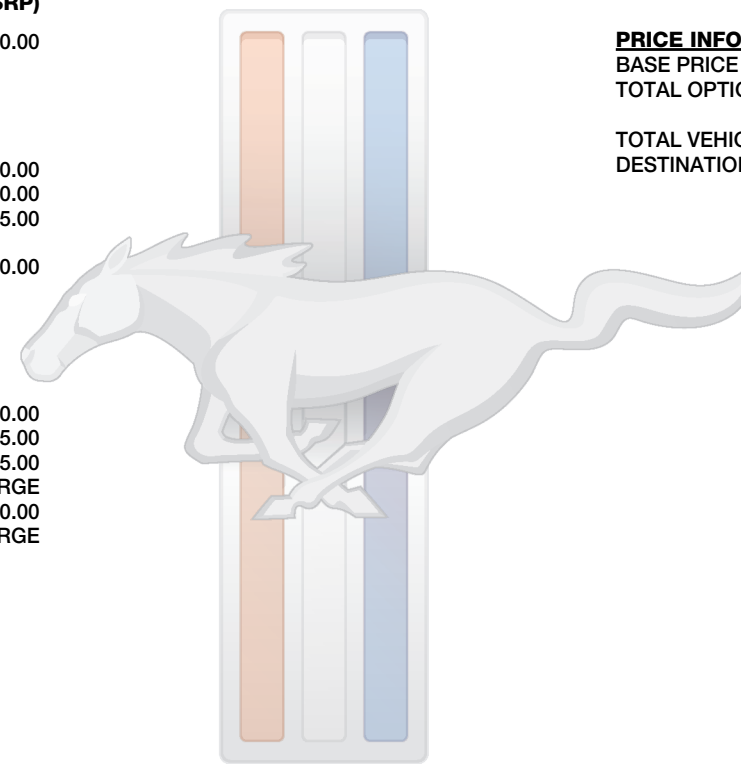 SRP)
0.00
0.00
0.00
5.00
0.00
0.00
5.00
5.00
RGE
0.00
RGE
PRICE INFO
BASE PRICE
TOTAL OPTIO
TOTAL VEHIC
DESTINATION